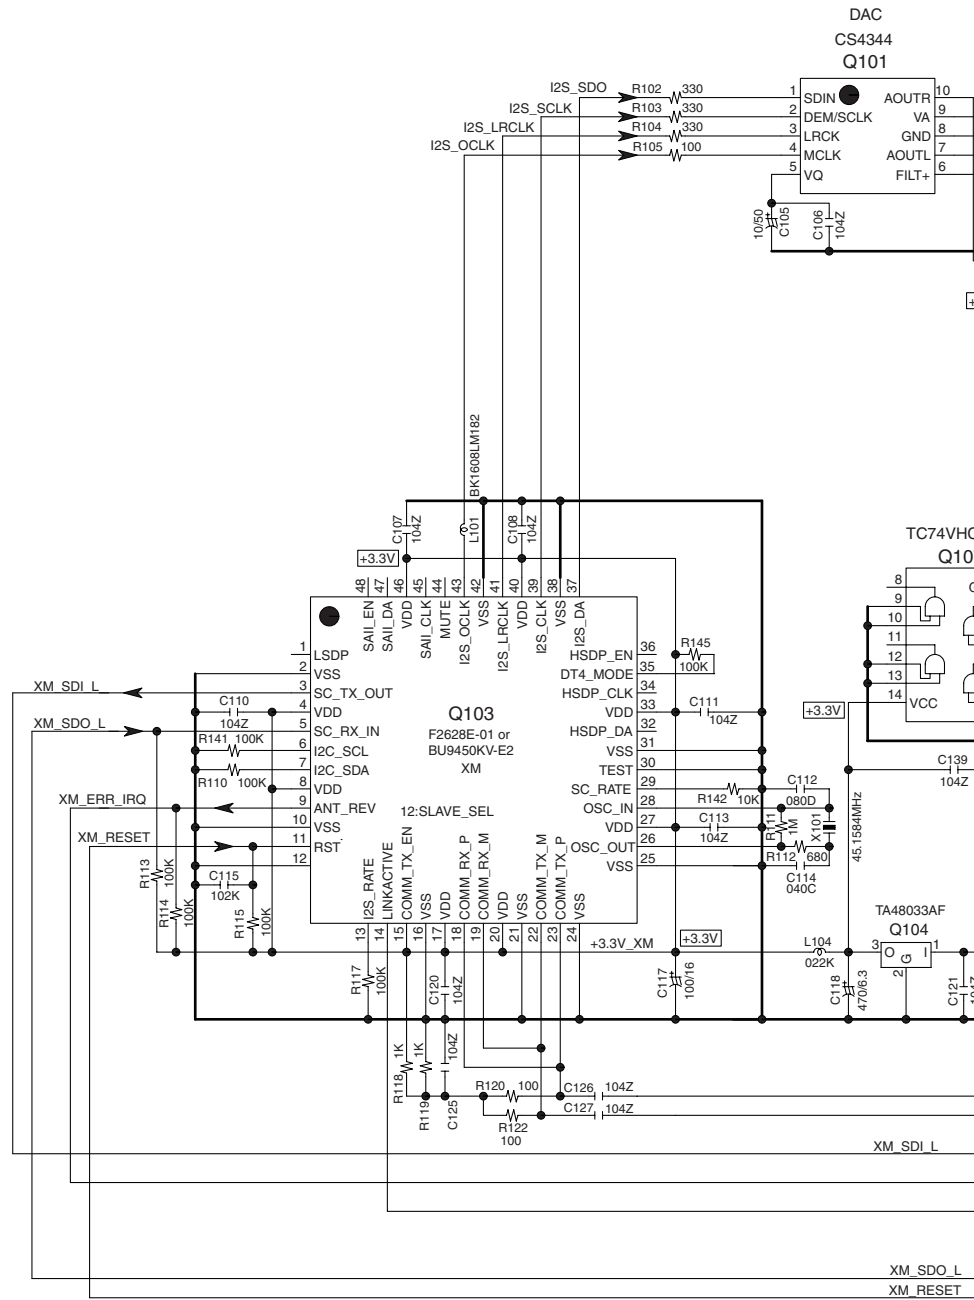 DAC
CS4344
Q101
I2S_SDO R102 330 1 SDIN AOUTR 10
I2S_SCLK R103 330 2 DEM/SCLK VA 9
I2S_LRCLK R104 330 3 LRCK GND 8
I2S_OCLK R105 100 4 MCLK AOUTL 7
5 VQ FILT+ 6
10/50 C105 C106 104Z
BK1608LM182
C107 104Z L101 C108 104Z
+3.3V
48 47 46 45 44 43 42 41 40 39 38 37
SAII_EN SAII_DA VDD SAII_CLK MUTE I2S_OCLK VSS I2S_LRCLK VDD I2S_CLK VSS I2S_DA
TC74VHC
8
9
10
11
12
13
14 VCC
1 LSDP HSDP_EN 36 R145 100K
2 VSS DT4_MODE 35
XM_SDI_L 3 SC_TX_OUT HSDP_CLK 34
C110 104Z 4 VDD VDD 33 C111 104Z
XM_SDO_L 5 SC_RX_IN HSDP_DA 32
R141 100K 6 I2C_SCL VSS 31
R110 100K 7 I2C_SDA TEST 30
8 VDD SC_RATE 29 R142 10K C112 080D
XM_ERR_IRQ 9 ANT_REV OSC_IN 28
10 VSS VDD 27 C113 104Z
XM_RESET 11 RST OSC_OUT 26 R112 680
12 VSS 25 C114 040C
Q103
F2628E-01 or
BU9450KV-E2
XM
12:SLAVE_SEL
+3.3V
C139
104Z
R111 1M X101 45.1584MHz
R113 100K R114 100K C115 102K R115 100K
I2S_RATE LINKACTIVE COMM_TX_EN VSS VDD COMM_RX_P COMM_RX_M VDD VSS COMM_TX_M COMM_TX_P VSS
13 14 15 16 17 18 19 20 21 22 23 24
+3.3V_XM +3.3V
TA48033AF
Q104
L104 022K 3 O G I 1
2
R117 100K C120 104Z C117 100/16 C118 470/6.3 C121
R118 1K R119 1K C125 104Z
R120 100 C126 104Z
R122 100 C127 104Z
XM_SDI_L
XM_SDO_L
XM_RESET